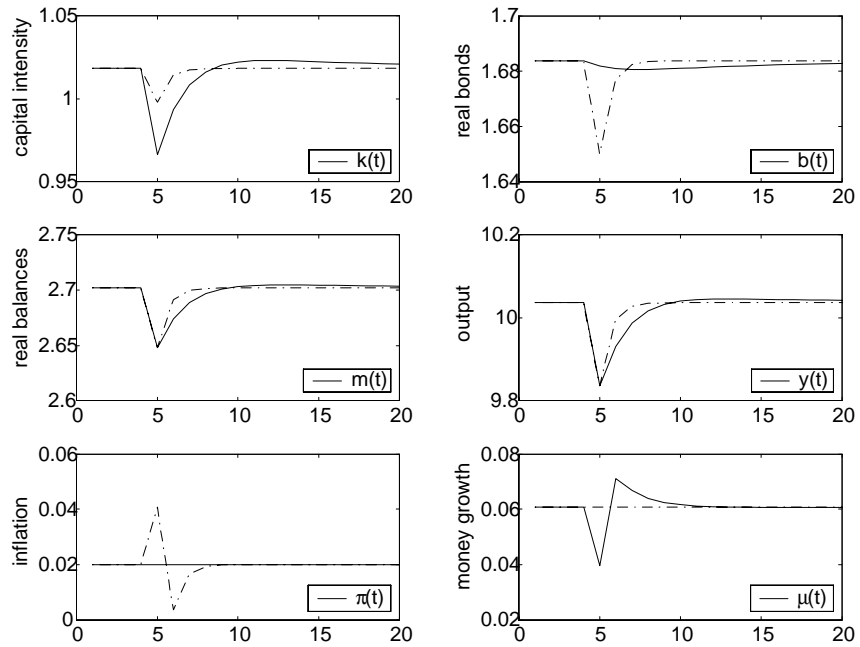 1.05
1
0.95
capital intensity
k(t)
0 5 10 15 20
1.7
1.68
1.66
1.64
real bonds
b(t)
0 5 10 15 20
2.75
2.7
2.65
2.6
real balances
m(t)
0 5 10 15 20
10.2
10
9.8
output
y(t)
0 5 10 15 20
0.06
0.04
0.02
0
inflation
π(t)
0 5 10 15 20
0.08
0.06
0.04
0.02
money growth
μ(t)
0 5 10 15 20